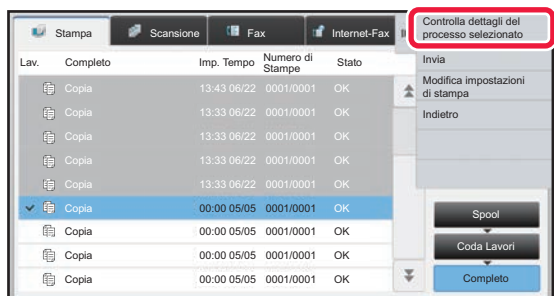 Stampa
Scansione
Fax
Internet-Fax
Controlla dettagli del
processo selezionato
Invia
Modifica impostazioni
di stampa
Indietro
Lav. Completo Imp. Tempo Numero di
Stampe Stato
Copia 13:43 06/22 0001/0001 OK
Copia 13:33 06/22 0001/0001 OK
Copia 13:33 06/22 0001/0001 OK
Copia 13:33 06/22 0001/0001 OK
Copia 13:33 06/22 0001/0001 OK
Copia 00:00 05/05 0001/0001 OK
Copia 00:00 05/05 0001/0001 OK
Copia 00:00 05/05 0001/0001 OK
Copia 00:00 05/05 0001/0001 OK
Spool
Coda Lavori
Completo